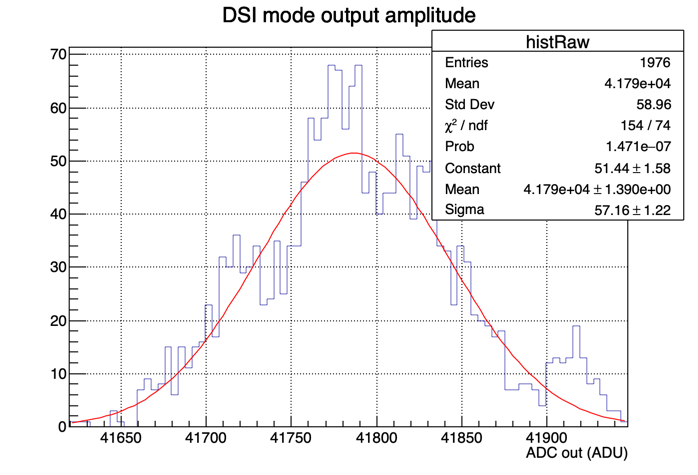 DSI mode output amplitude
histRaw
Entries 1976
Mean 4.179e+04
Std Dev 58.96
χ² / ndf 154 / 74
Prob 1.471e−07
Constant 51.44 ± 1.58
Mean 4.179e+04 ± 1.390e+00
Sigma 57.16 ± 1.22
70
60
50
40
30
20
10
0
41650 41700 41750 41800 41850 41900
ADC out (ADU)